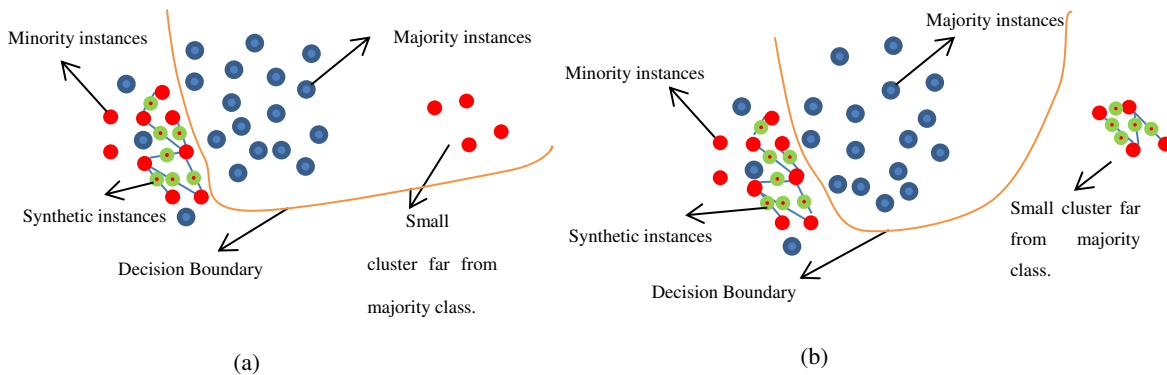 Minority instances
Majority instances
Synthetic instances
Decision Boundary
Small
cluster far from
majority class.
(a)
Majority instances
Minority instances
Synthetic instances
Decision Boundary
Small cluster far
from majority
class.
(b)